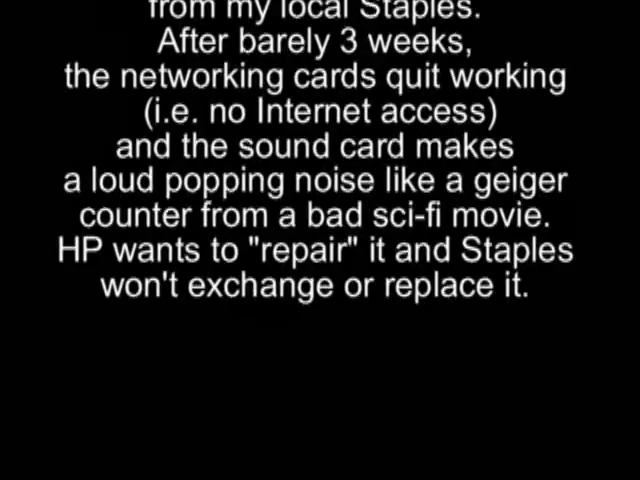 from my local Staples.
After barely 3 weeks,
the networking cards quit working
(i.e. no Internet access)
and the sound card makes
a loud popping noise like a geiger
counter from a bad sci-fi movie.
HP wants to "repair" it and Staples
won't exchange or replace it.